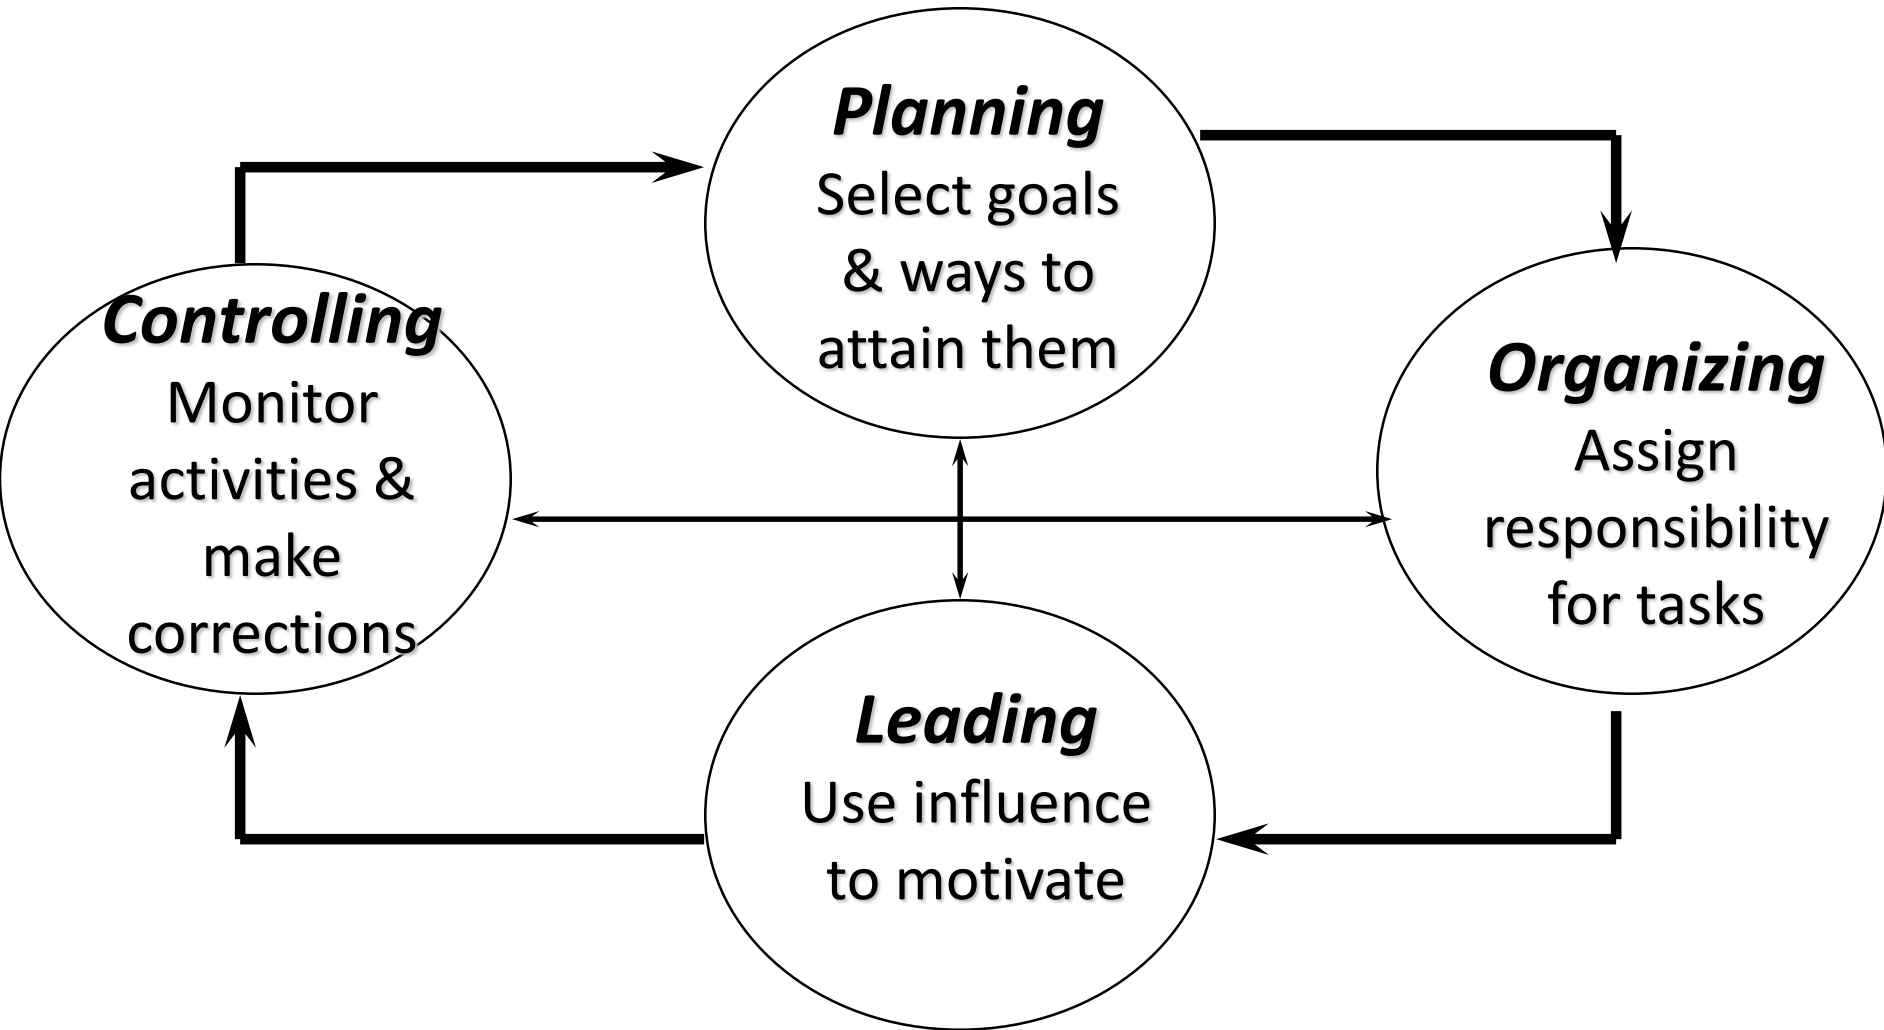 Planning
Select goals
& ways to
attain them
Organizing
Assign
responsibility
for tasks
Leading
Use influence
to motivate
Controlling
Monitor
activities &
make
corrections